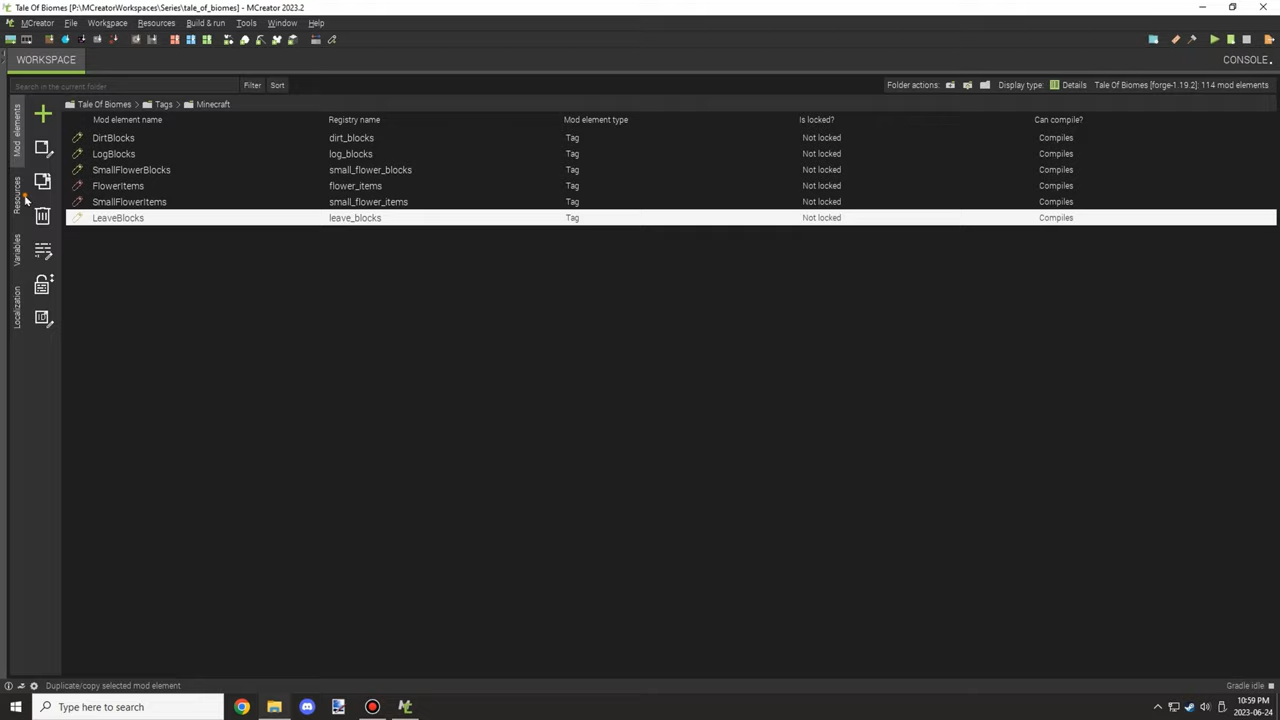 Tale Of Biomes [P:\MCreatorWorkspaces\Series\tale_of_biomes] - MCreator 2023.2
MCreator File Workspace Resources Build & run Tools Window Help
WORKSPACE CONSOLE
Search in the current folder Filter Sort Folder actions: Display type: Details Tale Of Biomes [forge-1.19.2]: 114 mod elements
Tale Of Biomes Tags Minecraft
Mod element name Registry name Mod element type Is locked? Can compile?
DirtBlocks dirt_blocks Tag Not locked Compiles
LogBlocks log_blocks Tag Not locked Compiles
SmallFlowerBlocks small_flower_blocks Tag Not locked Compiles
FlowerItems flower_items Tag Not locked Compiles
SmallFlowerItems small_flower_items Tag Not locked Compiles
LeaveBlocks leave_blocks Tag Not locked Compiles
Mod elements
Resources
Variables
Localization
Duplicate/copy selected mod element Gradle idle
Type here to search
10:59 PM
2023-06-24